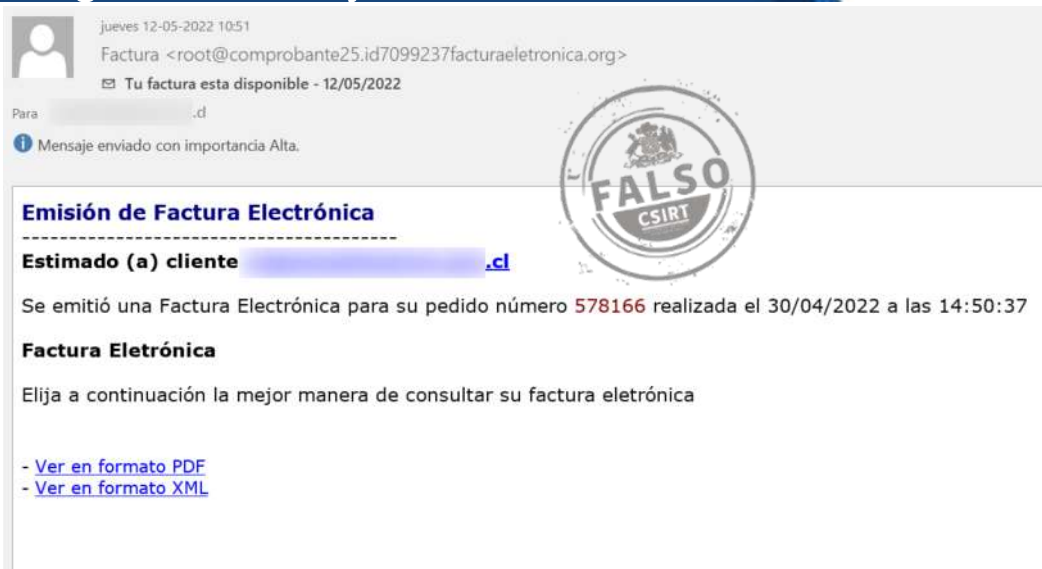 jueves 12-05-2022 10:51
Factura <root@comprobante25.id7099237facturaeletronica.org>
Tu factura esta disponible - 12/05/2022
Para .cl
Mensaje enviado con importancia Alta.
FALSO
CSIRT
Emisión de Factura Electrónica
----------------------------------------
Estimado (a) cliente .cl
Se emitió una Factura Electrónica para su pedido número 578166 realizada el 30/04/2022 a las 14:50:37
Factura Eletrónica
Elija a continuación la mejor manera de consultar su factura eletrónica
- Ver en formato PDF
- Ver en formato XML